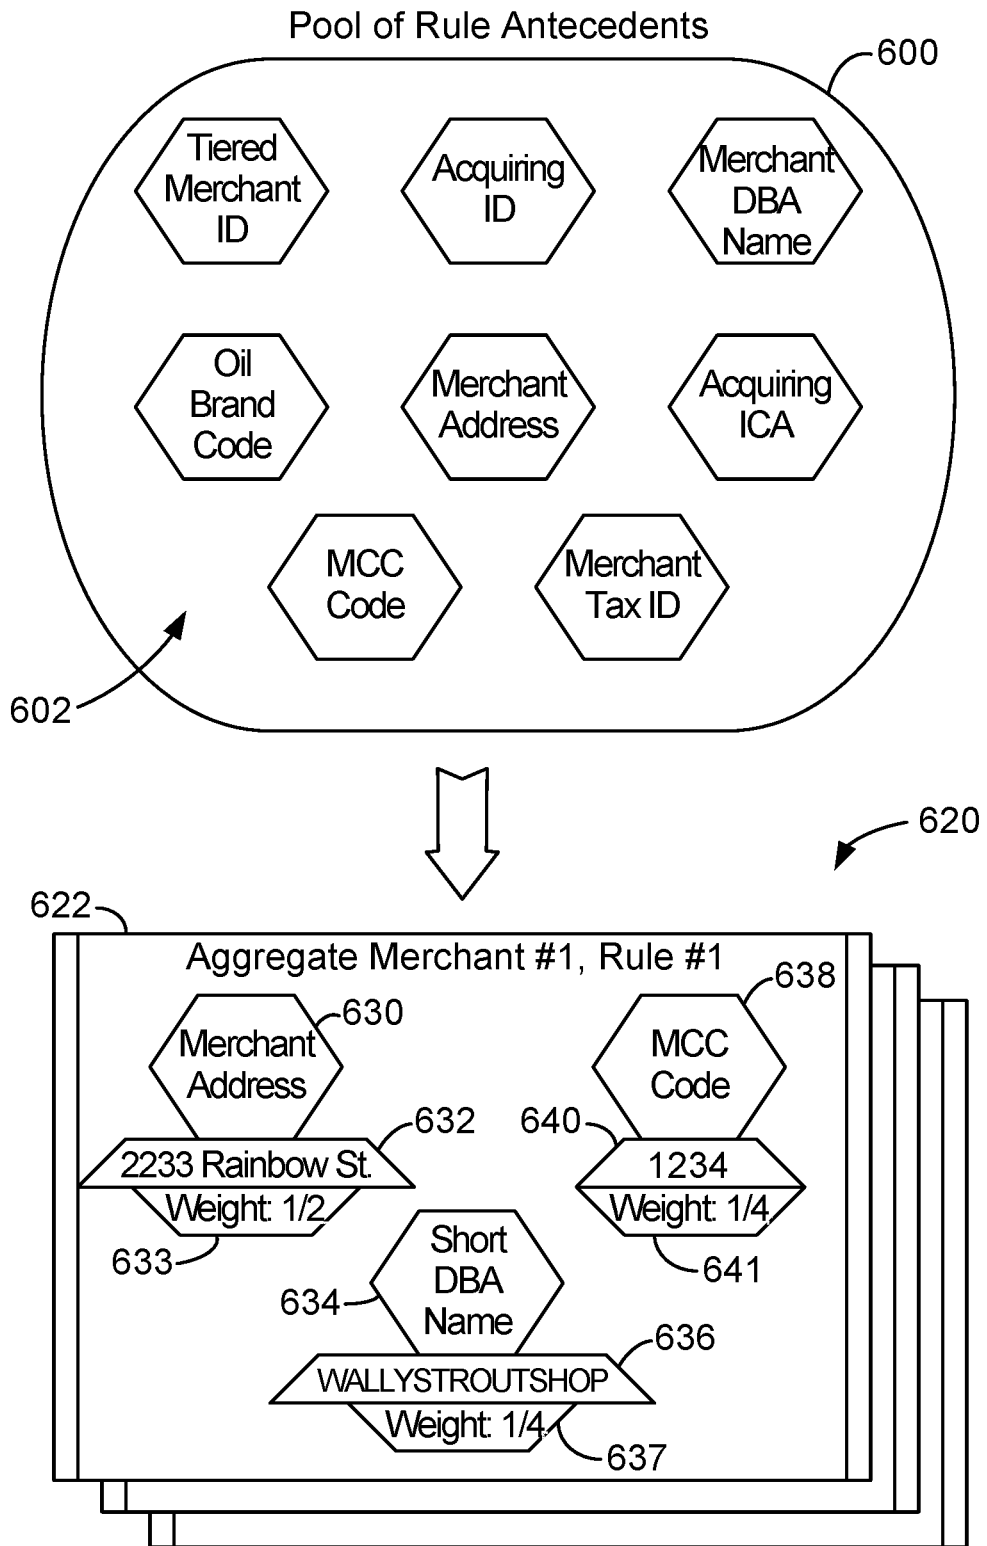 Pool of Rule Antecedents
600
Tiered
Merchant
ID
Acquiring
ID
Merchant
DBA
Name
Oil
Brand
Code
Merchant
Address
Acquiring
ICA
MCC
Code
Merchant
Tax ID
602
620
622
Aggregate Merchant #1, Rule #1
630
Merchant
Address
638
MCC
Code
632
2233 Rainbow St.
Weight: 1/2
633
640
1234
Weight: 1/4
641
Short
DBA
Name
634
636
WALLYSTROUTSHOP
Weight: 1/4
637